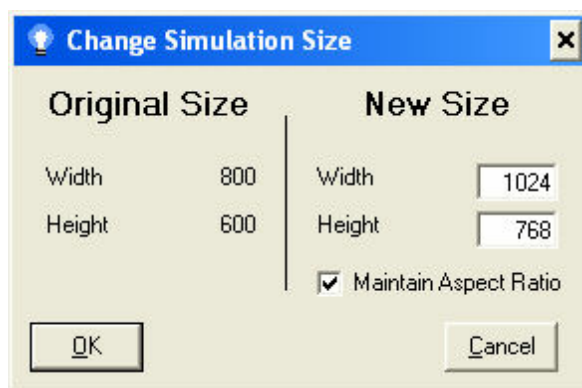 Change Simulation Size
Original Size
Width 800
Height 600
New Size
Width 1024
Height 768
Maintain Aspect Ratio
OK
Cancel